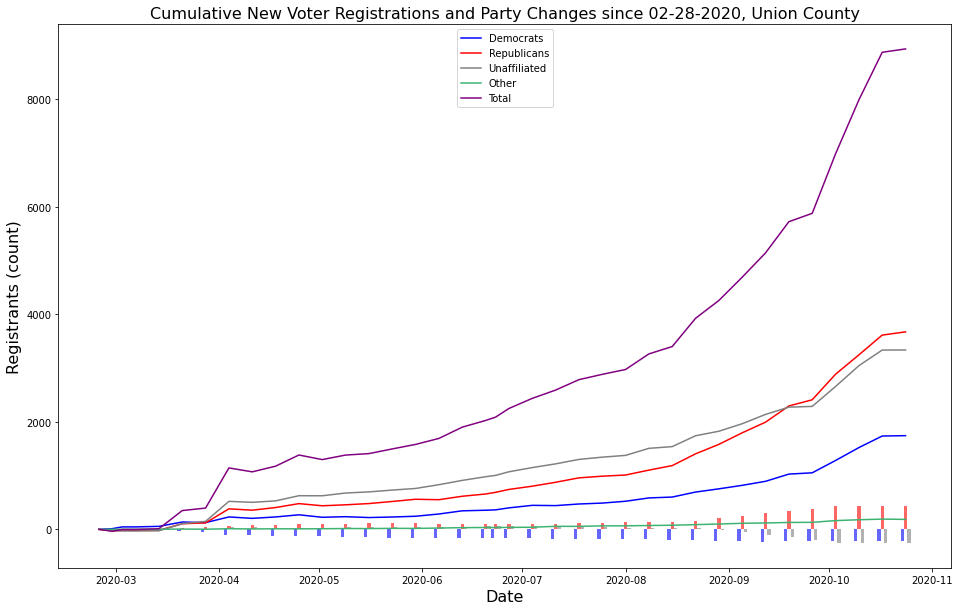 Cumulative New Voter Registrations and Party Changes since 02-28-2020, Union County
Democrats
Republicans
Unaffiliated
Other
Total
Registrants (count)
8000
6000
4000
2000
0
2020-03 2020-04 2020-05 2020-06 2020-07 2020-08 2020-09 2020-10 2020-11
Date